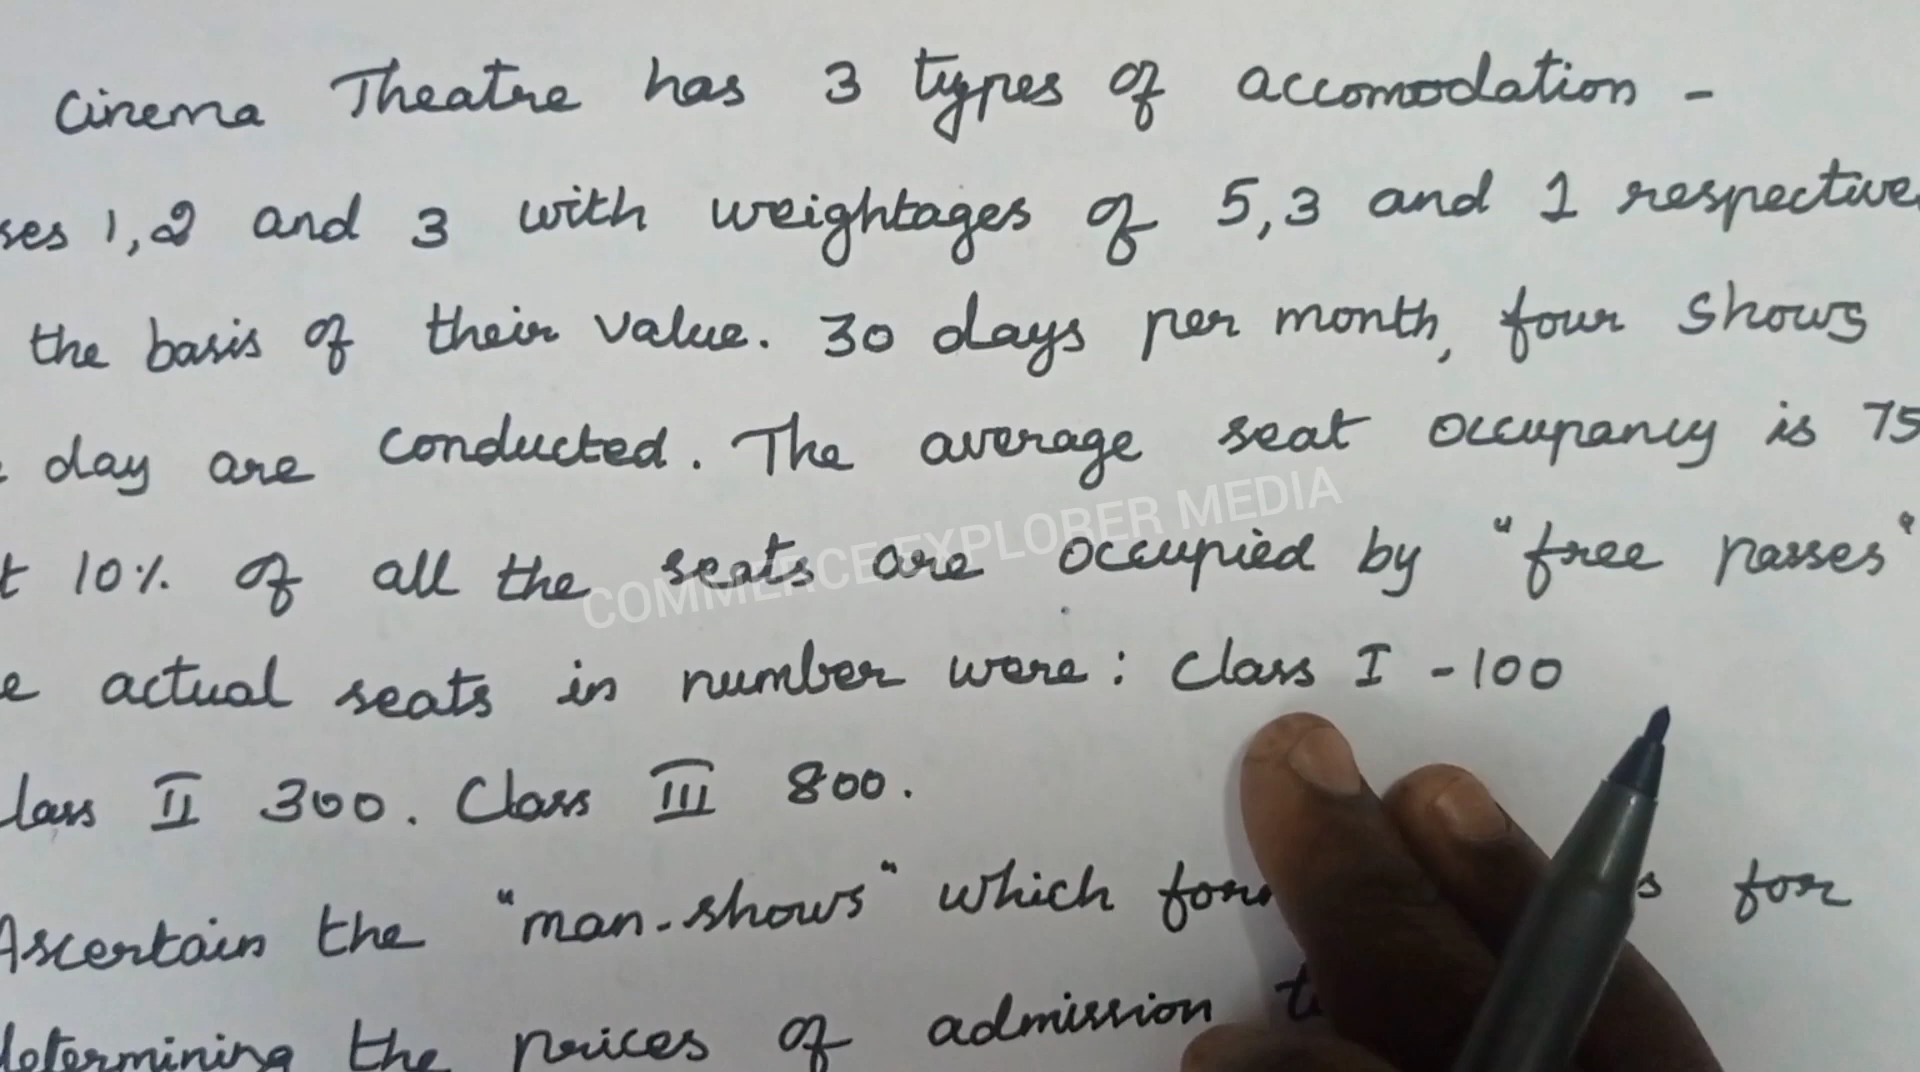 Cinema Theatre has 3 types of accomodation -
ses 1,2 and 3 with weightages of 5,3 and 1 respective
the basis of their value. 30 days per month, four shows
day are conducted. The average seat occupancy is 75
t 10% of all the seats are occupied by "free passes"
e actual seats in number were: Class I - 100
lass II 300. Class III 800.
Ascertain the "man-shows" which for
determining the prices of admission
COMMERCE EXPLORER MEDIA